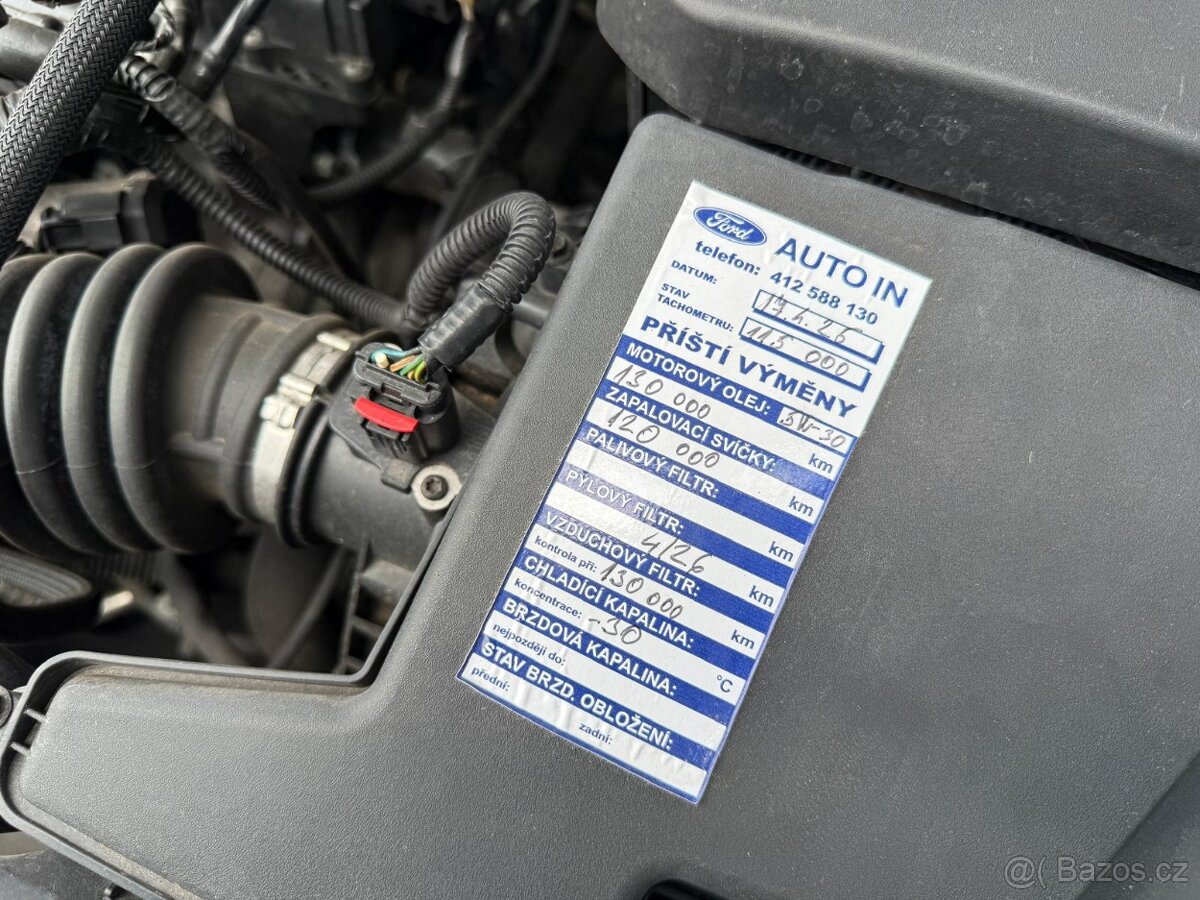 Ford AUTO IN
telefon: 412 588 130
DATUM: 17.4.26
STAV
TACHOMETRU: 115 000
PŘÍŠTÍ VÝMĚNY
MOTOROVÝ OLEJ: 5W-30
130 000 km
ZAPALOVACÍ SVÍČKY:
120 000 km
PALIVOVÝ FILTR:
km
PYLOVÝ FILTR:
4/26 km
VZDUCHOVÝ FILTR:
kontrola při: 130 000 km
CHLADÍCÍ KAPALINA:
koncentrace: -30 °C
BRZDOVÁ KAPALINA:
nejpozději do:
STAV BRZD. OBLOŽENÍ:
přední: zadní:
@( Bazos.cz